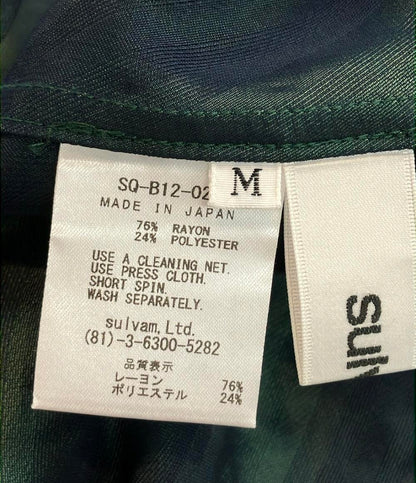 SQ-B12-02
M
MADE IN JAPAN
76% RAYON
24% POLYESTER
USE A CLEANING NET.
USE PRESS CLOTH.
SHORT SPIN.
WASH SEPARATELY.
sulvam, Ltd.
(81)-3-6300-5282
品質表示
レーヨン 76%
ポリエステル 24%